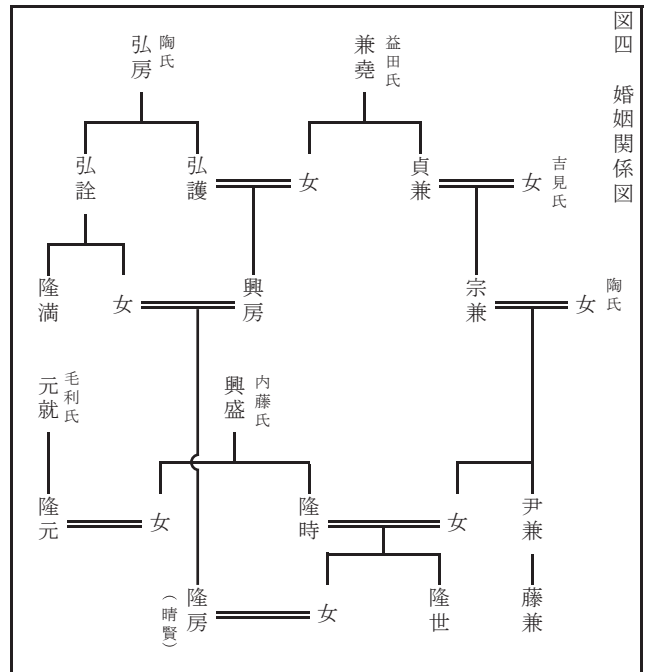 図四 婚姻関係図
益田氏
兼堯
陶氏
弘房
吉見氏
女
貞兼
女
弘護
弘詮
陶氏
女
宗兼
興房
女
隆満
内藤氏
興盛
毛利氏
元就
尹兼
女
隆時
女
隆元
藤兼
隆世
女
隆房
(晴賢)